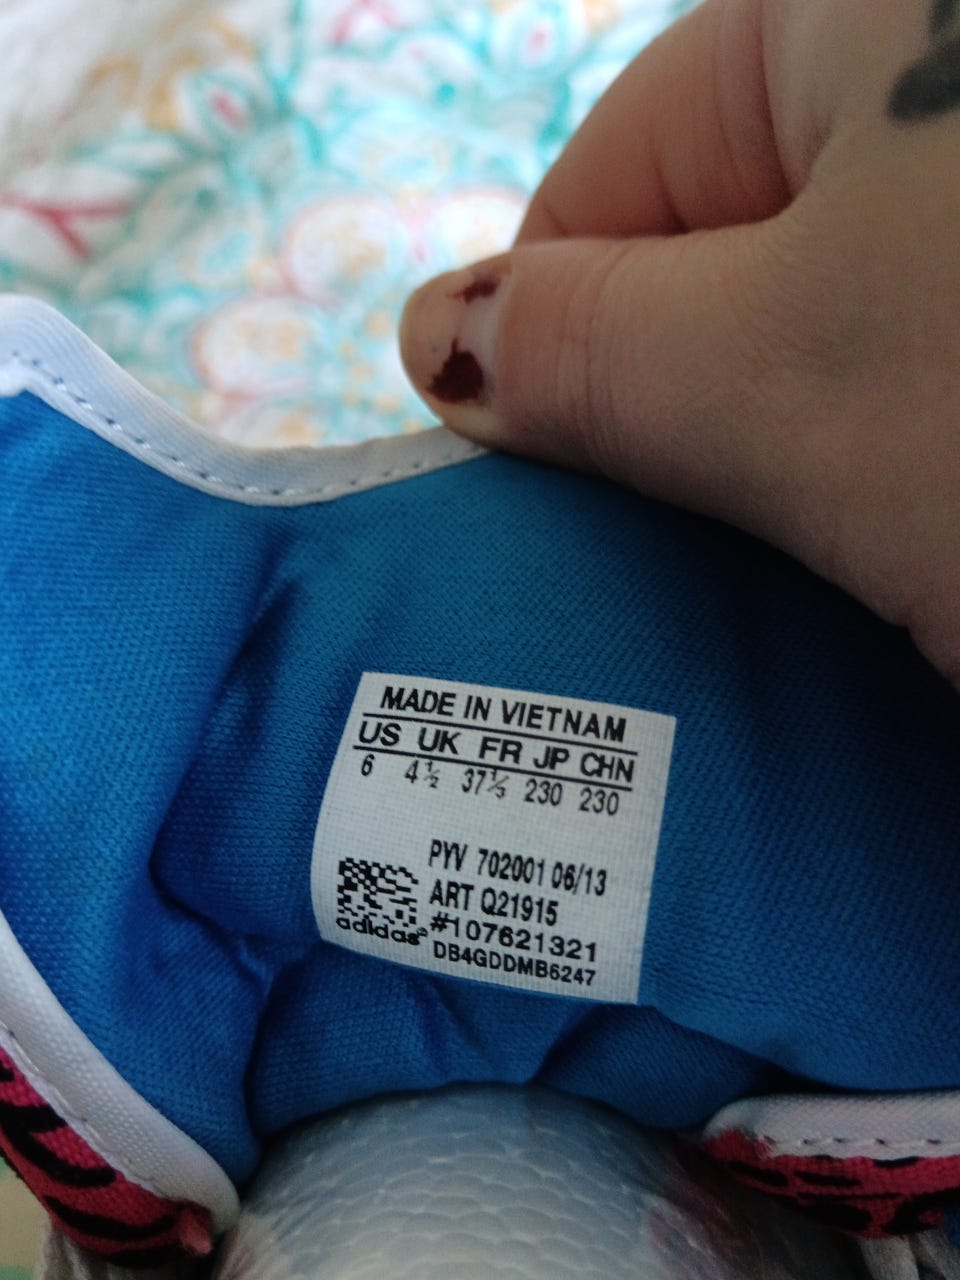 MADE IN VIETNAM
US UK FR JP CHN
6 4½ 37⅓ 230 230
PYV 702001 06/13
ART Q21915
#107621321
adidas®
DB4GDDMB6247